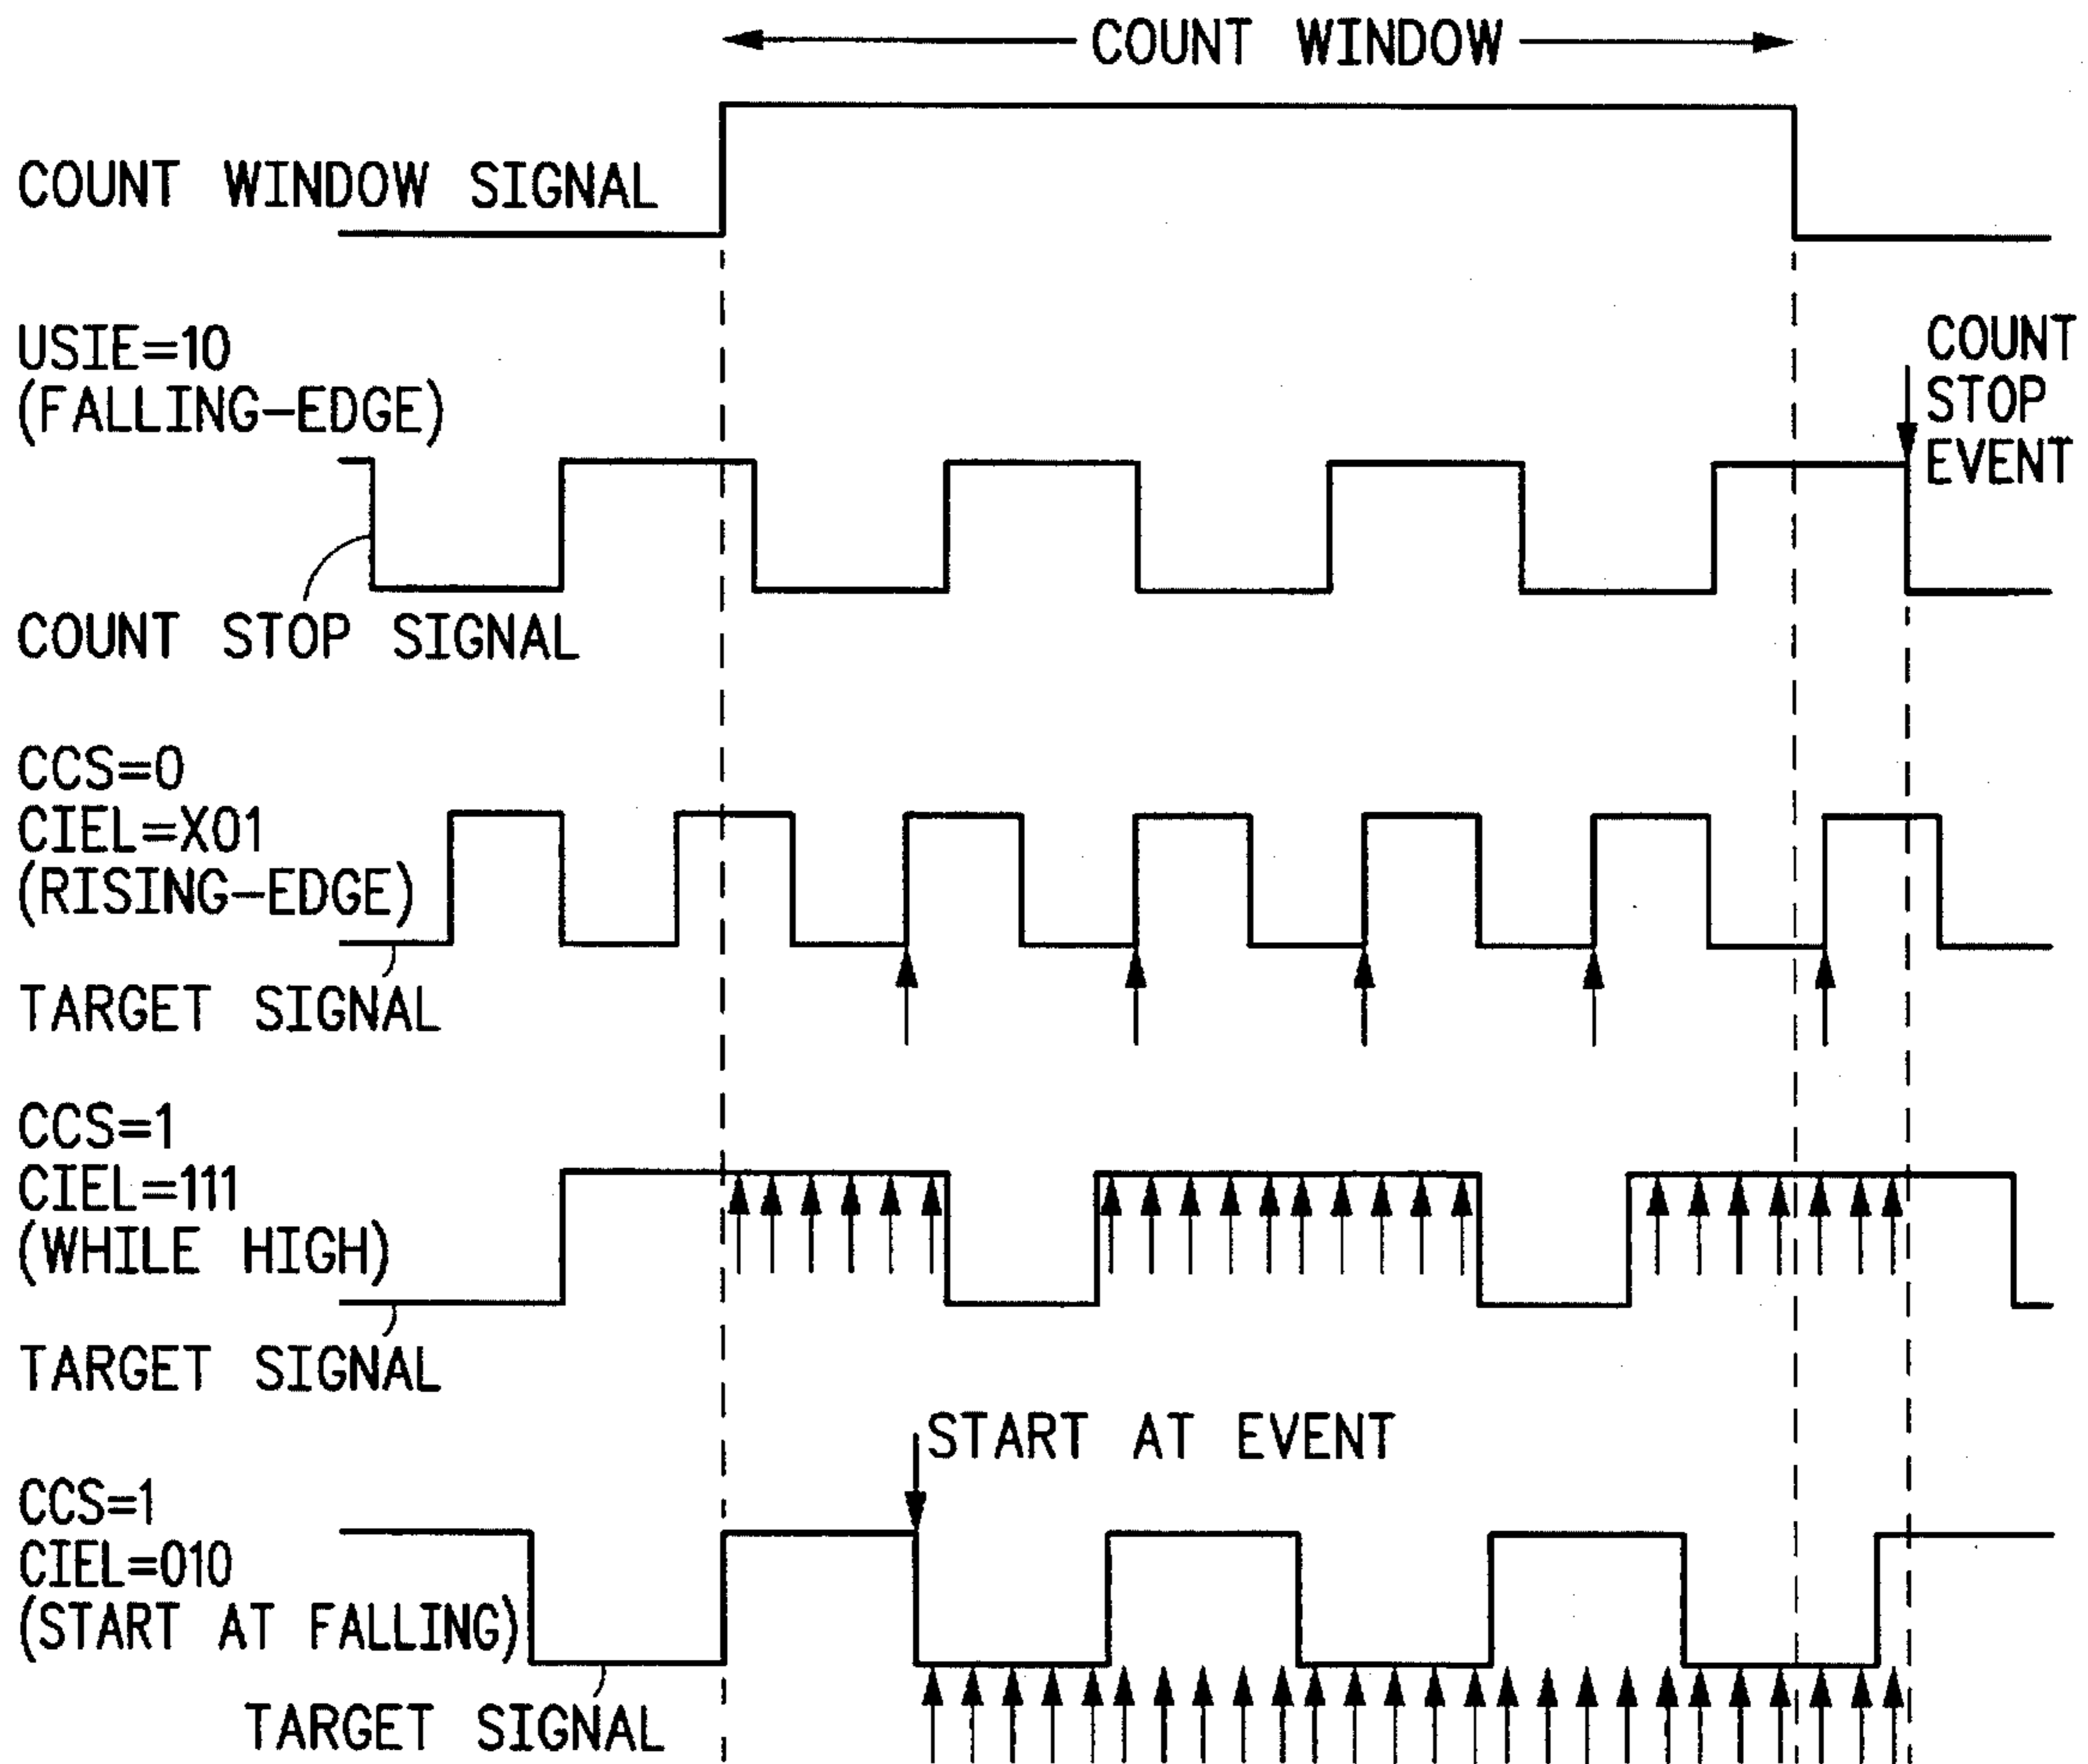 COUNT WINDOW
COUNT WINDOW SIGNAL
USIE=10
(FALLING-EDGE)
COUNT
STOP
EVENT
COUNT STOP SIGNAL
CCS=0
CIEL=X01
(RISING-EDGE)
TARGET SIGNAL
CCS=1
CIEL=111
(WHILE HIGH)
TARGET SIGNAL
START AT EVENT
CCS=1
CIEL=010
(START AT FALLING)
TARGET SIGNAL